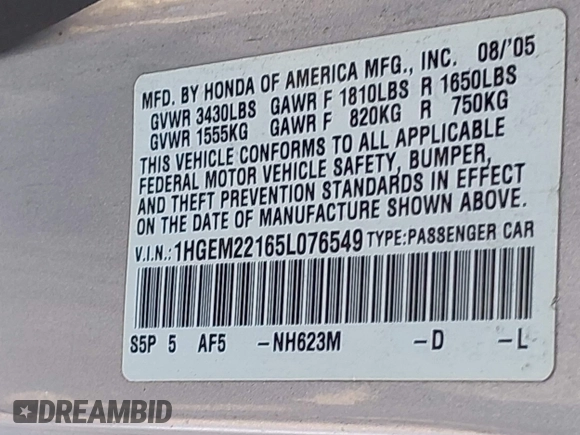 MFD. BY HONDA OF AMERICA MFG., INC. 08/'05
GVWR 3430LBS GAWR F 1810LBS R 1650LBS
GVWR 1555KG GAWR F 820KG R 750KG
THIS VEHICLE CONFORMS TO ALL APPLICABLE
FEDERAL MOTOR VEHICLE SAFETY, BUMPER,
AND THEFT PREVENTION STANDARDS IN EFFECT
ON THE DATE OF MANUFACTURE SHOWN ABOVE.
V.I.N.: 1HGEM22165L076549 TYPE:PASSENGER CAR
S5P 5 AF5 -NH623M -D -L
DREAMBID